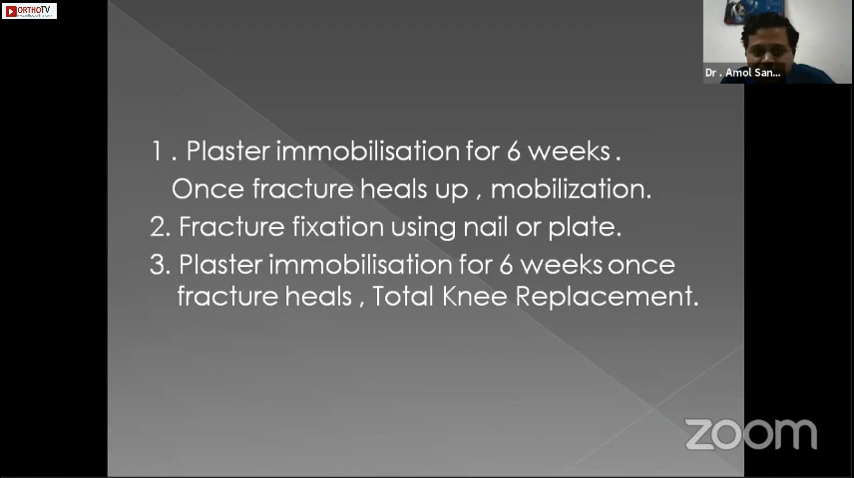 ORTHOTV
Dr . Amol San...
1 . Plaster immobilisation for 6 weeks .
Once fracture heals up , mobilization.
2. Fracture fixation using nail or plate.
3. Plaster immobilisation for 6 weeks once
fracture heals , Total Knee Replacement.
zoom